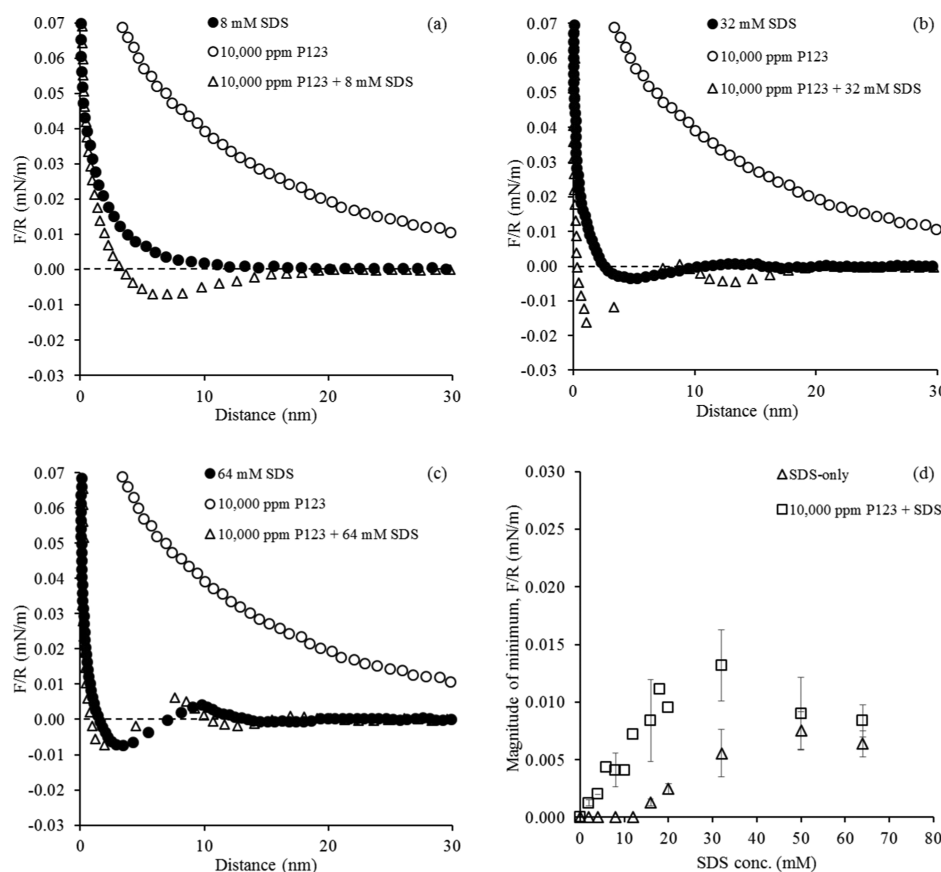 (a)
8 mM SDS
10,000 ppm P123
10,000 ppm P123 + 8 mM SDS
0.07
0.06
0.05
0.04
0.03
0.02
0.01
0.00
-0.01
-0.02
-0.03
F/R (mN/m)
0 10 20 30
Distance (nm)
(b)
32 mM SDS
10,000 ppm P123
10,000 ppm P123 + 32 mM SDS
0.07
0.06
0.05
0.04
0.03
0.02
0.01
0.00
-0.01
-0.02
-0.03
F/R (mN/m)
0 10 20 30
Distance (nm)
(c)
64 mM SDS
10,000 ppm P123
10,000 ppm P123 + 64 mM SDS
0.07
0.06
0.05
0.04
0.03
0.02
0.01
0.00
-0.01
-0.02
-0.03
F/R (mN/m)
0 10 20 30
Distance (nm)
(d)
SDS-only
10,000 ppm P123 + SDS
0.030
0.025
0.020
0.015
0.010
0.005
0.000
Magnitude of minimum, F/R (mN/m)
0 10 20 30 40 50 60 70 80
SDS conc. (mM)